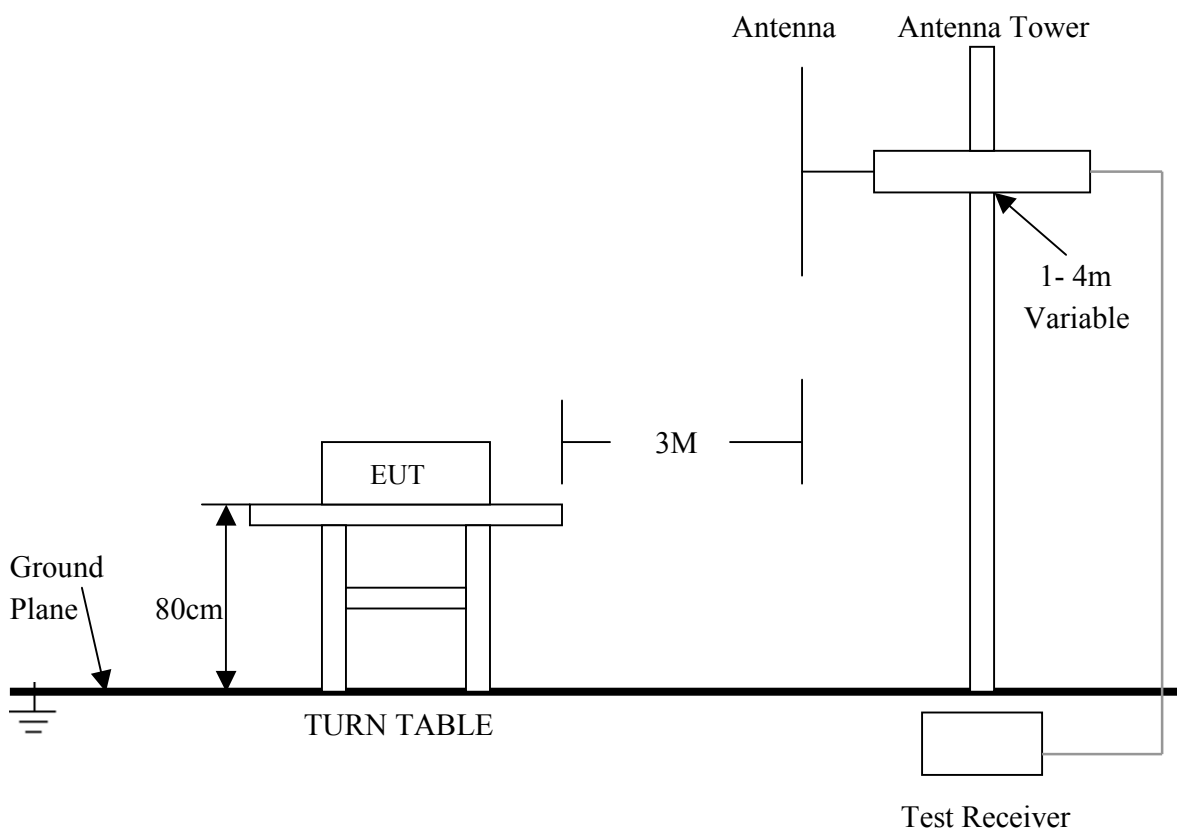 Antenna
Antenna Tower
1- 4m
Variable
3M
EUT
Ground
Plane
80cm
TURN TABLE
Test Receiver